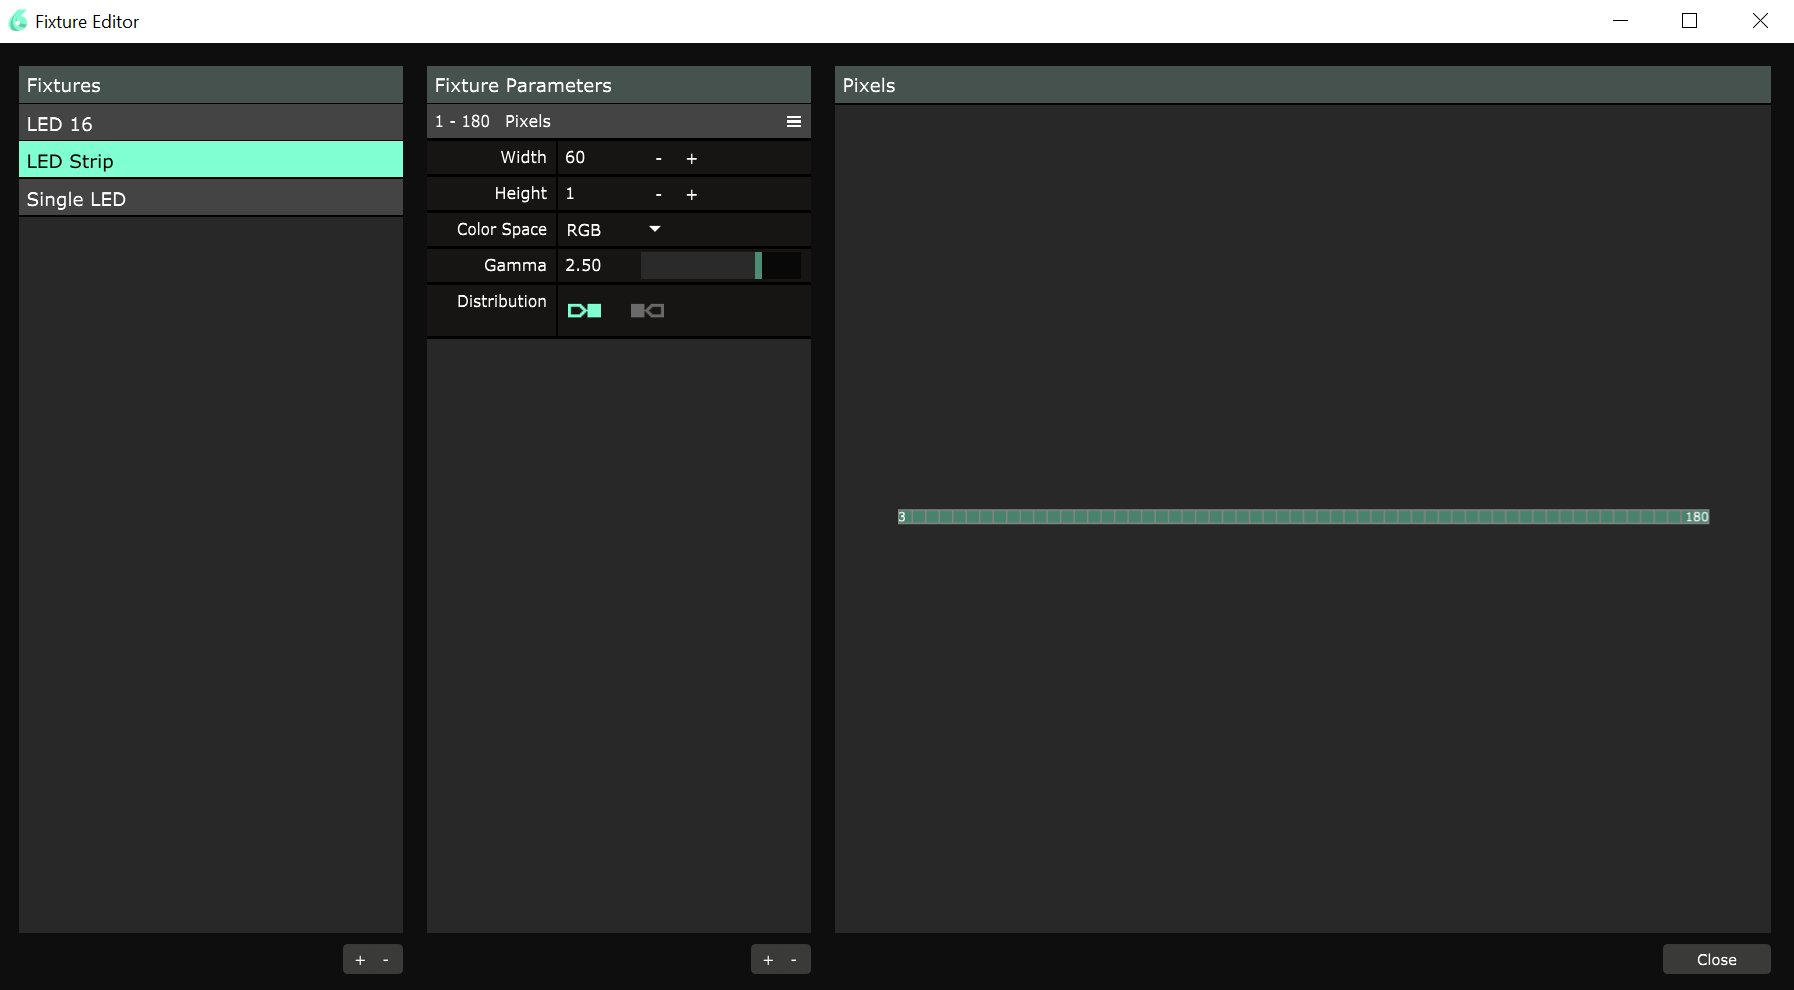 Fixture Editor
Fixtures
LED 16
LED Strip
Single LED
+ -
Fixture Parameters
1 - 180 Pixels
Width 60 - +
Height 1 - +
Color Space RGB
Gamma 2.50
Distribution
+ -
Pixels
3 180
Close